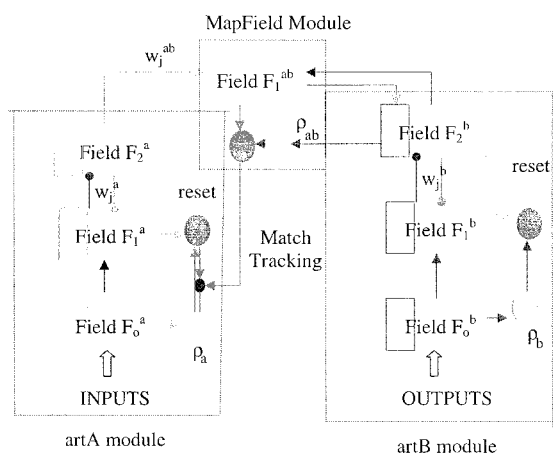 MapField Module
w_j^ab
Field F_1^ab
ρ_ab
Field F_2^a
Field F_2^b
reset
w_j^a
reset
w_j^b
Field F_1^a
Match
Tracking
Field F_1^b
Field F_o^a
Field F_o^b
ρ_a
ρ_b
INPUTS
OUTPUTS
artA module
artB module